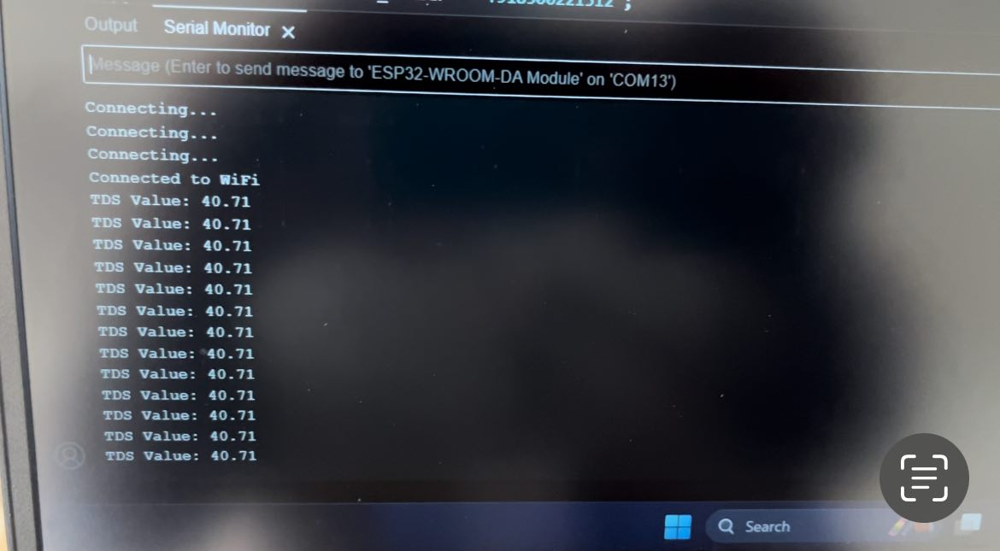 Output Serial Monitor X
Message (Enter to send message to 'ESP32-WROOM-DA Module' on 'COM13')
Connecting...
Connecting...
Connecting...
Connected to WiFi
TDS Value: 40.71
TDS Value: 40.71
TDS Value: 40.71
TDS Value: 40.71
TDS Value: 40.71
TDS Value: 40.71
TDS Value: 40.71
TDS Value: 40.71
TDS Value: 40.71
TDS Value: 40.71
TDS Value: 40.71
TDS Value: 40.71
TDS Value: 40.71
Search